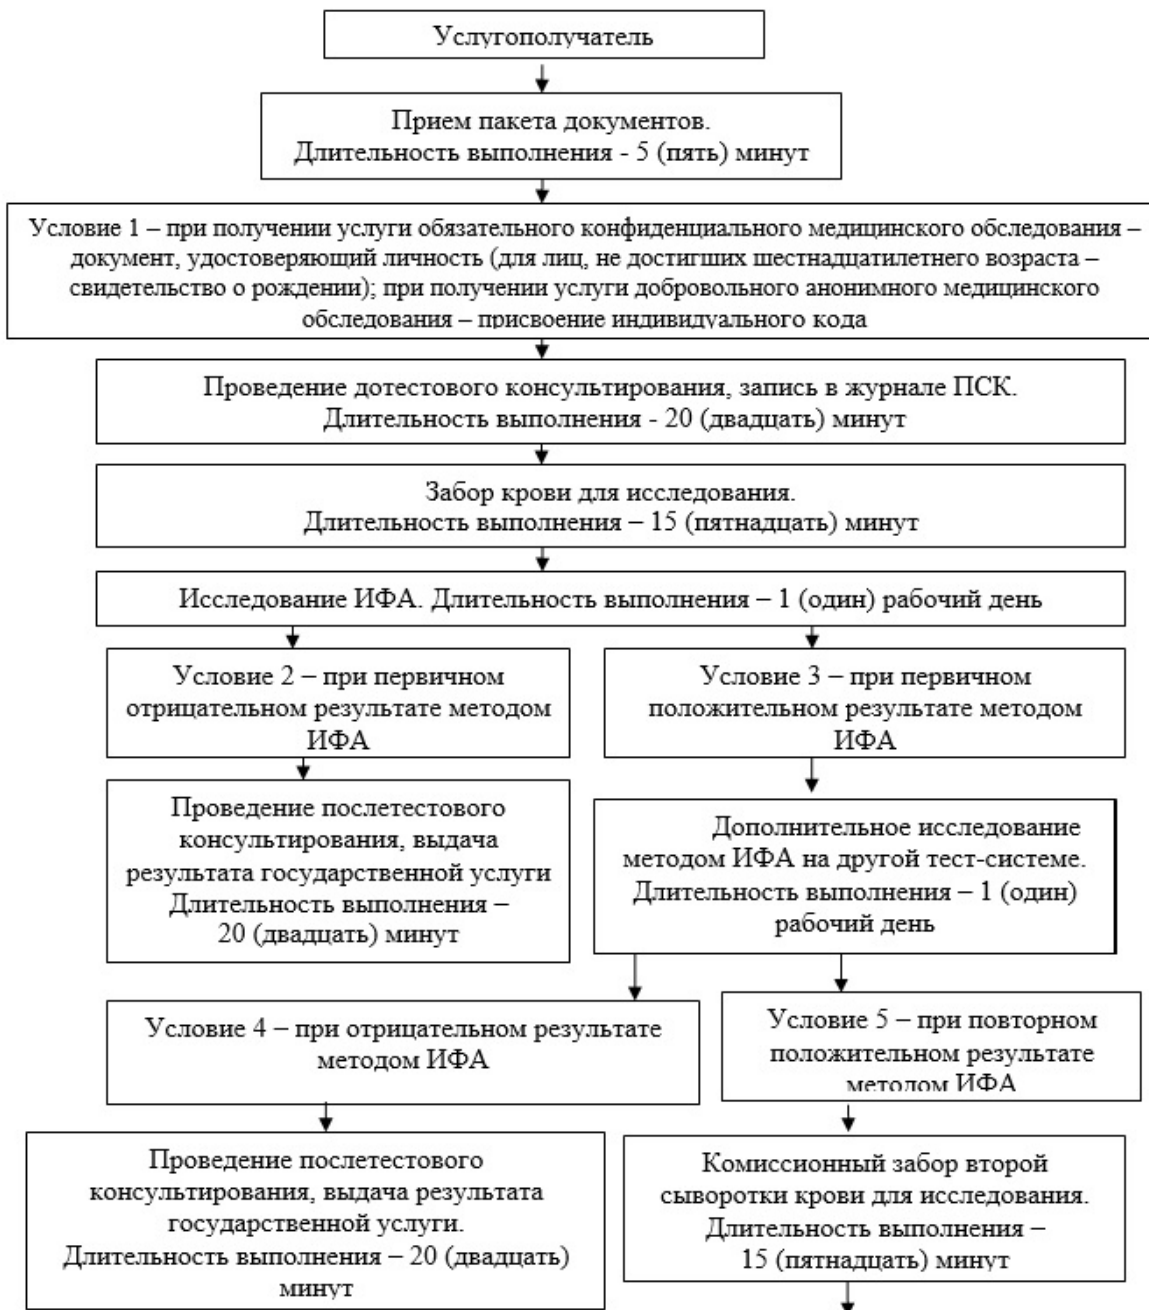 Услугополучатель
Прием пакета документов.
Длительность выполнения - 5 (пять) минут
Условие 1 – при получении услуги обязательного конфиденциального медицинского обследования –
документ, удостоверяющий личность (для лиц, не достигших шестнадцатилетнего возраста –
свидетельство о рождении); при получении услуги добровольного анонимного медицинского
обследования – присвоение индивидуального кода
Проведение дотестового консультирования, запись в журнале ПСК.
Длительность выполнения - 20 (двадцать) минут
Забор крови для исследования.
Длительность выполнения – 15 (пятнадцать) минут
Исследование ИФА. Длительность выполнения – 1 (один) рабочий день
Условие 2 – при первичном
отрицательном результате методом
ИФА
Условие 3 – при первичном
положительном результате методом
ИФА
Проведение послетестового
консультирования, выдача
результата государственной услуги
Длительность выполнения –
20 (двадцать) минут
Дополнительное исследование
методом ИФА на другой тест-системе.
Длительность выполнения – 1 (один)
рабочий день
Условие 4 – при отрицательном результате
методом ИФА
Условие 5 – при повторном
положительном результате
методом ИФА
Проведение послетестового
консультирования, выдача результата
государственной услуги.
Длительность выполнения – 20 (двадцать)
минут
Комиссионный забор второй
сыворотки крови для исследования.
Длительность выполнения –
15 (пятнадцать) минут